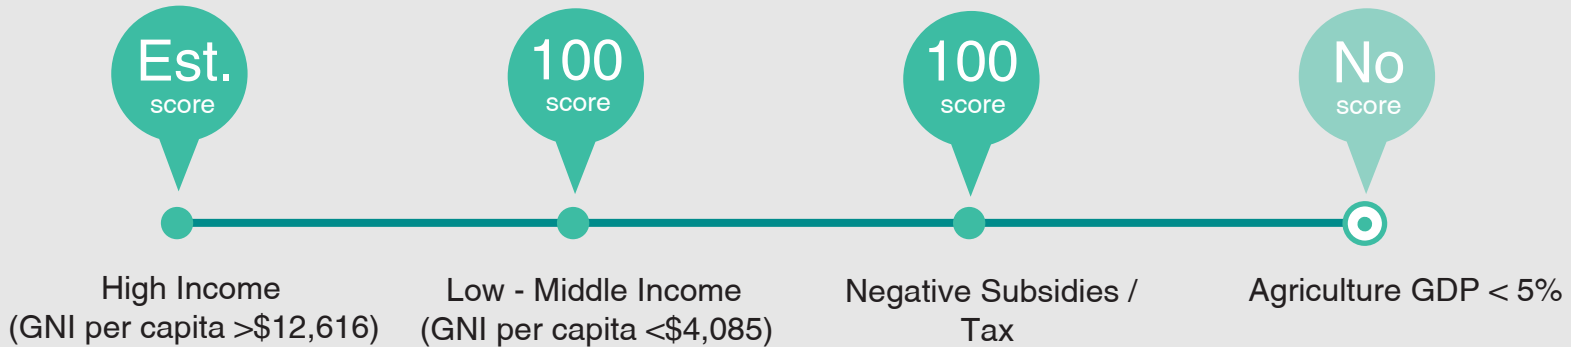 Est.
score
100
score
100
score
No
score
High Income
(GNI per capita >$12,616)
Low - Middle Income
(GNI per capita <$4,085)
Negative Subsidies /
Tax
Agriculture GDP < 5%